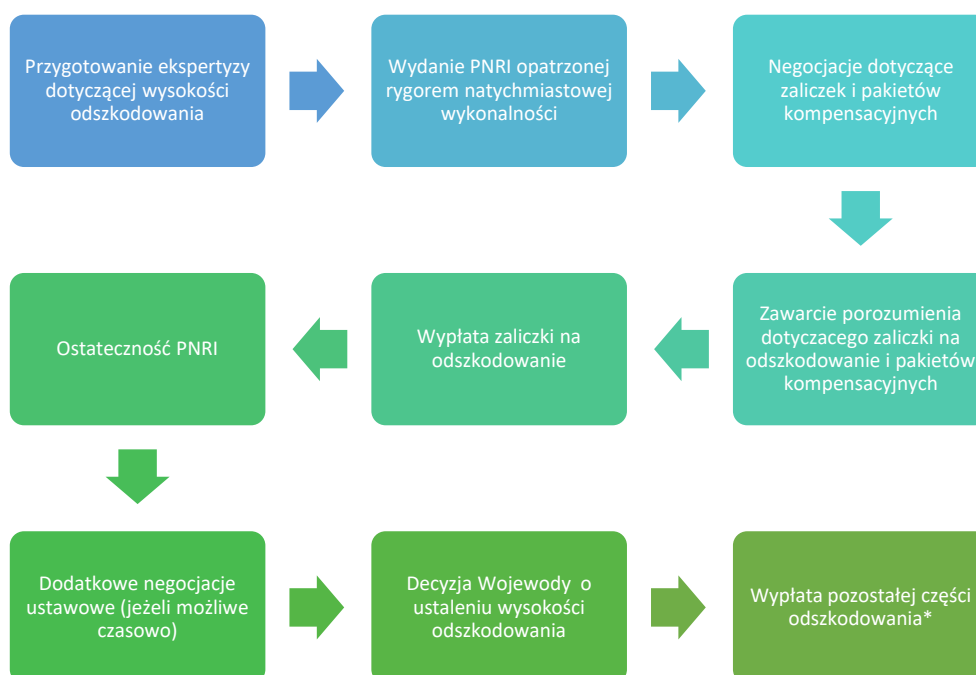 Przygotowanie ekspertyzy
dotyczącej wysokości
odszkodowania
Wydanie PNRI opatrzonej
rygorem natychmiastowej
wykonalności
Negocjacje dotyczące
zaliczek i pakietów
kompensacyjnych
Zawarcie porozumienia
dotyczacego zaliczki na
odszkodowanie i pakietów
kompensacyjnych
Wypłata zaliczki na
odszkodowanie
Ostateczność PNRI
Dodatkowe negocjacje
ustawowe (jeżeli możliwe
czasowo)
Decyzja Wojewody o
ustaleniu wysokości
odszkodowania
Wypłata pozostałej części
odszkodowania*